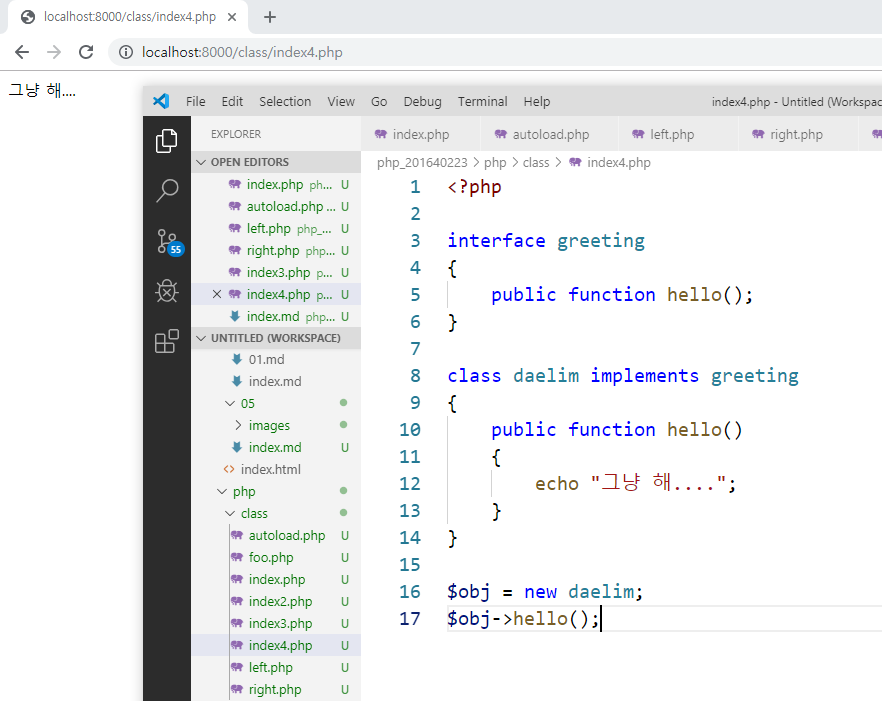 localhost:8000/class/index4.php
localhost:8000/class/index4.php
그냥 해....
File Edit Selection View Go Debug Terminal Help index4.php - Untitled (Workspac
EXPLORER
OPEN EDITORS
index.php ph... U
autoload.php ... U
left.php php_... U
right.php php... U
index3.php p... U
index4.php p... U
index.md php... U
UNTITLED (WORKSPACE)
01.md
index.md
05
images
index.md U
index.html
php
class
autoload.php U
foo.php U
index.php U
index2.php U
index3.php U
index4.php U
left.php U
right.php U
55
index.php autoload.php left.php right.php
php_201640223 > php > class > index4.php
1 <?php
2
3 interface greeting
4 {
5 public function hello();
6 }
7
8 class daelim implements greeting
9 {
10 public function hello()
11 {
12 echo "그냥 해....";
13 }
14 }
15
16 $obj = new daelim;
17 $obj->hello();